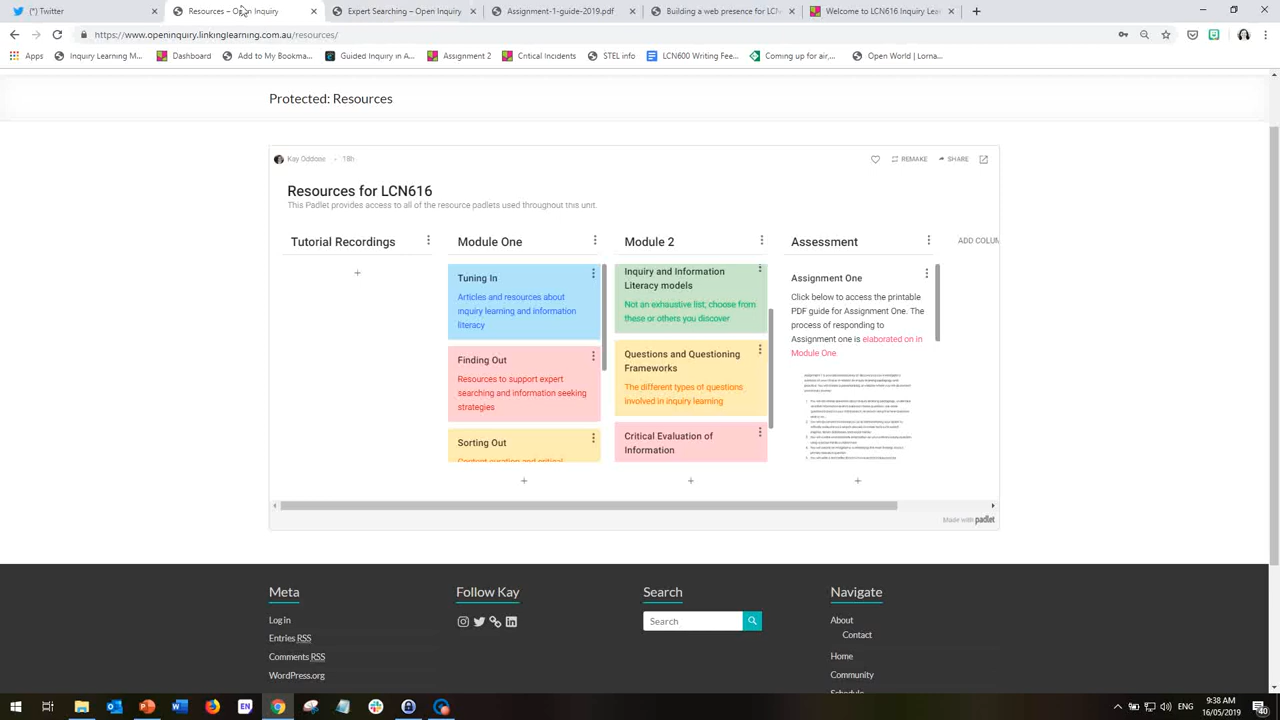 (*) Twitter
Resources – Open Inquiry
Expert Searching – Open Inquiry
Assignment-1-guide-2019.pdf
Building a web presence for LCN
Welcome to LCN616 Inquiry Lear
https://www.openinquiry.linkinglearning.com.au/resources/
Apps
Inquiry Learning M...
Dashboard
Add to My Bookma...
Guided Inquiry in A...
Assignment 2
Critical Incidents
STEL info
LCN600 Writing Fee...
Coming up for air,...
Open World | Lorna...
Protected: Resources
Kay Oddone - 18h
REMAKE
SHARE
Resources for LCN616
This Padlet provides access to all of the resource padlets used throughout this unit.
Tutorial Recordings
Module One
Module 2
Assessment
ADD COLUM
Tuning In
Articles and resources about
inquiry learning and information
literacy
Finding Out
Resources to support expert
searching and information seeking
strategies
Sorting Out
Content curation and critical
Inquiry and Information
Literacy models
Not an exhaustive list; choose from
these or others you discover
Questions and Questioning
Frameworks
The different types of questions
involved in inquiry learning
Critical Evaluation of
Information
Assignment One
Click below to access the printable
PDF guide for Assignment One. The
process of responding to
Assignment one is elaborated on in
Module One.
Made with padlet
Meta
Log in
Entries RSS
Comments RSS
WordPress.org
Follow Kay
Search
Search
Navigate
About
Contact
Home
Community
Schedule
EN
ENG
9:38 AM
16/05/2019
40